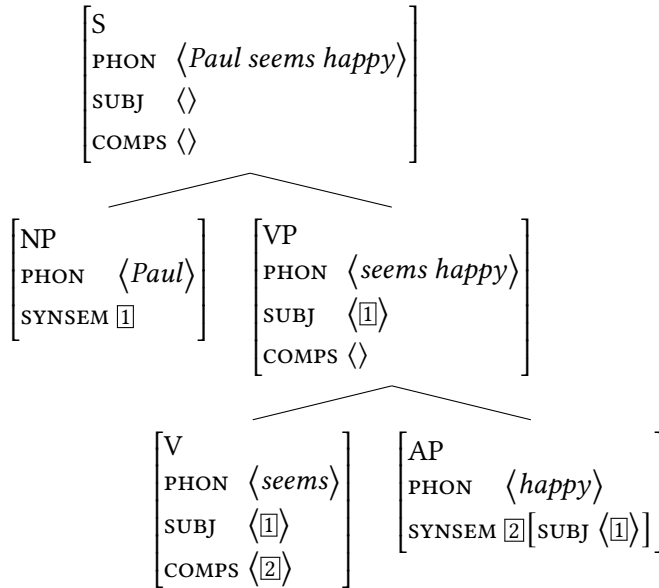 S
PHON ⟨Paul seems happy⟩
SUBJ ⟨⟩
COMPS ⟨⟩
NP
PHON ⟨Paul⟩
SYNSEM 1
VP
PHON ⟨seems happy⟩
SUBJ ⟨1⟩
COMPS ⟨⟩
V
PHON ⟨seems⟩
SUBJ ⟨1⟩
COMPS ⟨2⟩
AP
PHON ⟨happy⟩
SYNSEM 2[SUBJ ⟨1⟩]